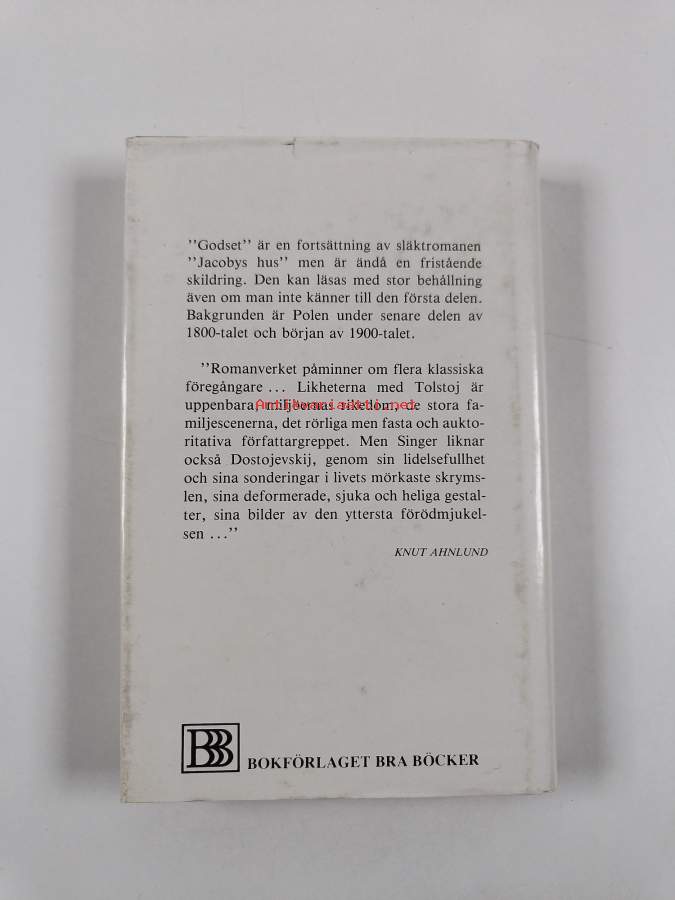 "Godset" är en fortsättning av släktromanen
"Jacobys hus" men är ändå en fristående
skildring. Den kan läsas med stor behållning
även om man inte känner till den första delen.
Bakgrunden är Polen under senare delen av
1800-talet och början av 1900-talet.
"Romanverket påminner om flera klassiska
föregångare ... Likheterna med Tolstoj är
uppenbara, miljöernas rikedom, de stora fa-
Antikvariaatti.net
miljescenerna, det rörliga men fasta och aukto-
ritativa författargreppet. Men Singer liknar
också Dostojevskij, genom sin lidelsefullhet
och sina sonderingar i livets mörkaste skryms-
len, sina deformerade, sjuka och heliga gestal-
ter, sina bilder av den yttersta förödmjukel-
sen ..."
KNUT AHNLUND
BBB BOKFÖRLAGET BRA BÖCKER